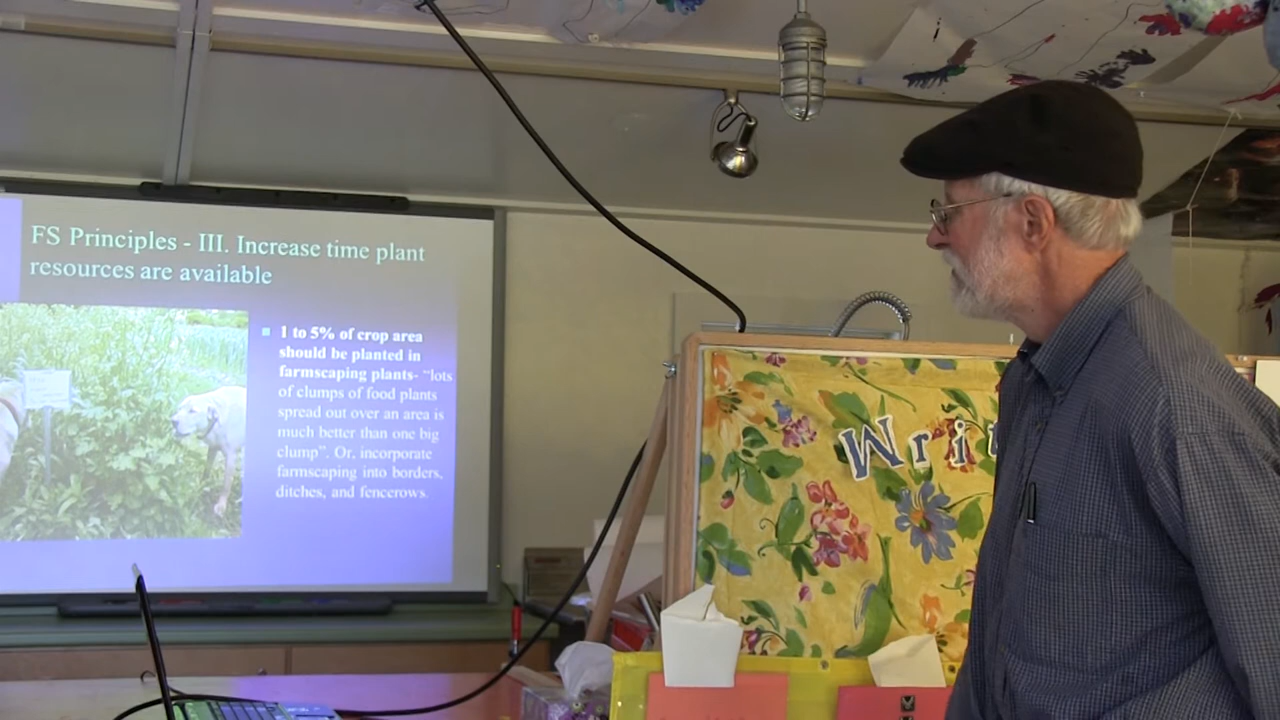 FS Principles - III. Increase time plant
resources are available
1 to 5% of crop area
should be planted in
farmscaping plants- “lots
of clumps of food plants
spread out over an area is
much better than one big
clump”. Or, incorporate
farmscaping into borders,
ditches, and fencerows.
Wri